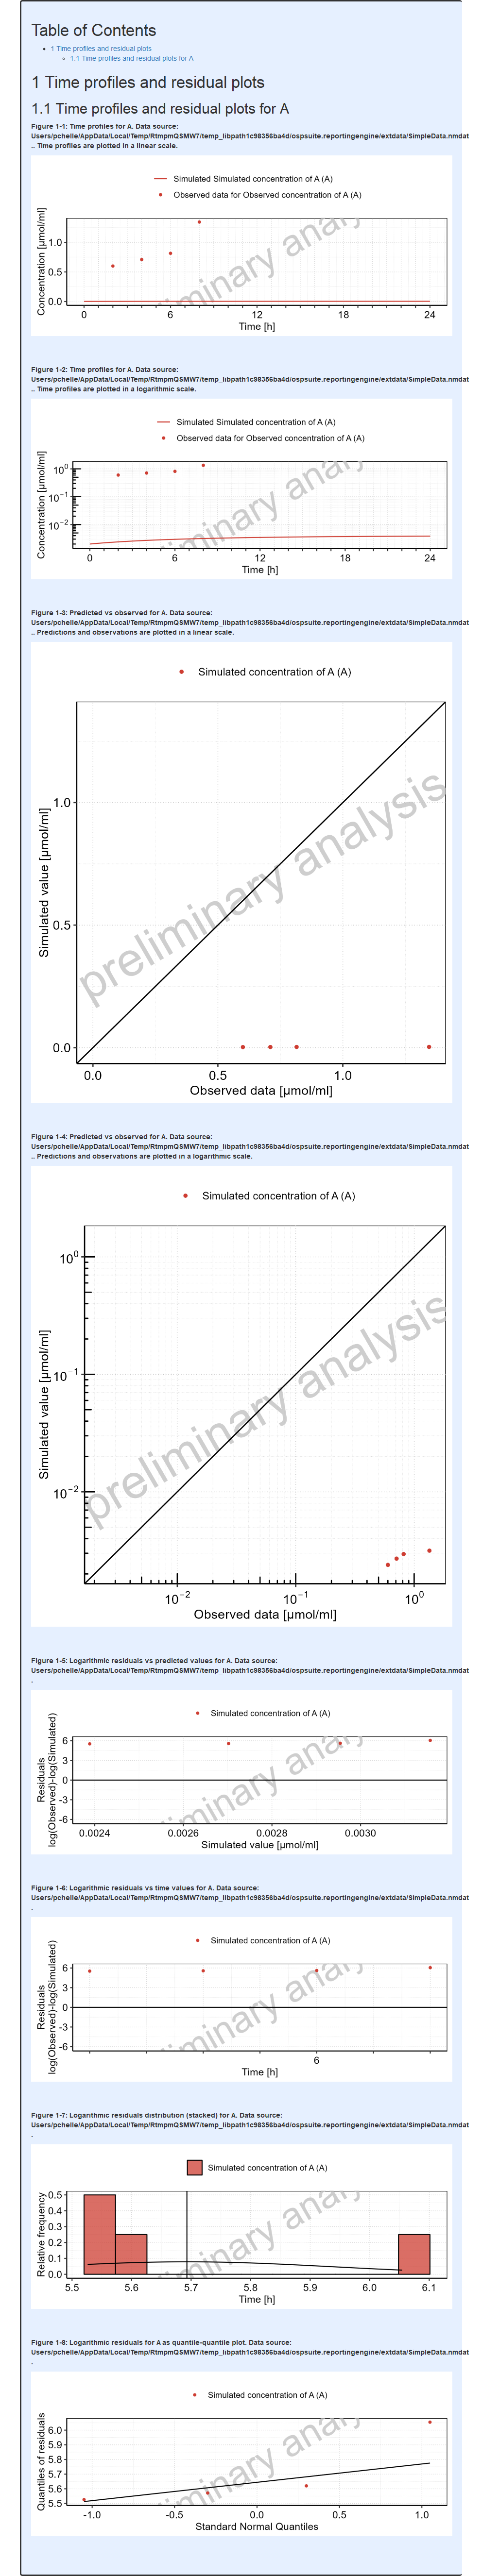 Table of Contents
1 Time profiles and residual plots
1.1 Time profiles and residual plots for A
1 Time profiles and residual plots
1.1 Time profiles and residual plots for A
Figure 1-1: Time profiles for A. Data source:
Users/pchelle/AppData/Local/Temp/RtmpmQSMW7/temp_libpath1c98356ba4d/ospsuite.reportingengine/extdata/SimpleData.nmdat
.. Time profiles are plotted in a linear scale.
Simulated Simulated concentration of A (A)
Observed data for Observed concentration of A (A)
Concentration [µmol/ml]
1.0
0.5
0.0
0 6 12 18 24
Time [h]
Figure 1-2: Time profiles for A. Data source:
Users/pchelle/AppData/Local/Temp/RtmpmQSMW7/temp_libpath1c98356ba4d/ospsuite.reportingengine/extdata/SimpleData.nmdat
.. Time profiles are plotted in a logarithmic scale.
Simulated Simulated concentration of A (A)
Observed data for Observed concentration of A (A)
Concentration [µmol/ml]
10⁰
10⁻¹
10⁻²
0 6 12 18 24
Time [h]
Figure 1-3: Predicted vs observed for A. Data source:
Users/pchelle/AppData/Local/Temp/RtmpmQSMW7/temp_libpath1c98356ba4d/ospsuite.reportingengine/extdata/SimpleData.nmdat
.. Predictions and observations are plotted in a linear scale.
Simulated concentration of A (A)
Simulated value [µmol/ml]
1.0
0.5
0.0
preliminary analysis
0.0 0.5 1.0
Observed data [µmol/ml]
Figure 1-4: Predicted vs observed for A. Data source:
Users/pchelle/AppData/Local/Temp/RtmpmQSMW7/temp_libpath1c98356ba4d/ospsuite.reportingengine/extdata/SimpleData.nmdat
.. Predictions and observations are plotted in a logarithmic scale.
Simulated concentration of A (A)
Simulated value [µmol/ml]
10⁰
10⁻¹
10⁻²
preliminary analysis
10⁻² 10⁻¹ 10⁰
Observed data [µmol/ml]
Figure 1-5: Logarithmic residuals vs predicted values for A. Data source:
Users/pchelle/AppData/Local/Temp/RtmpmQSMW7/temp_libpath1c98356ba4d/ospsuite.reportingengine/extdata/SimpleData.nmdat
.
Simulated concentration of A (A)
Residuals
log(Observed)-log(Simulated)
6
3
0
-3
-6
0.0024 0.0026 0.0028 0.0030
Simulated value [µmol/ml]
Figure 1-6: Logarithmic residuals vs time values for A. Data source:
Users/pchelle/AppData/Local/Temp/RtmpmQSMW7/temp_libpath1c98356ba4d/ospsuite.reportingengine/extdata/SimpleData.nmdat
.
Simulated concentration of A (A)
Residuals
log(Observed)-log(Simulated)
6
3
0
-3
-6
6
Time [h]
Figure 1-7: Logarithmic residuals distribution (stacked) for A. Data source:
Users/pchelle/AppData/Local/Temp/RtmpmQSMW7/temp_libpath1c98356ba4d/ospsuite.reportingengine/extdata/SimpleData.nmdat
.
Simulated concentration of A (A)
Relative frequency
0.5
0.4
0.3
0.2
0.1
0.0
5.5 5.6 5.7 5.8 5.9 6.0 6.1
Time [h]
Figure 1-8: Logarithmic residuals for A as quantile-quantile plot. Data source:
Users/pchelle/AppData/Local/Temp/RtmpmQSMW7/temp_libpath1c98356ba4d/ospsuite.reportingengine/extdata/SimpleData.nmdat
.
Simulated concentration of A (A)
Quantiles of residuals
6.0
5.9
5.8
5.7
5.6
5.5
-1.0 -0.5 0.0 0.5 1.0
Standard Normal Quantiles